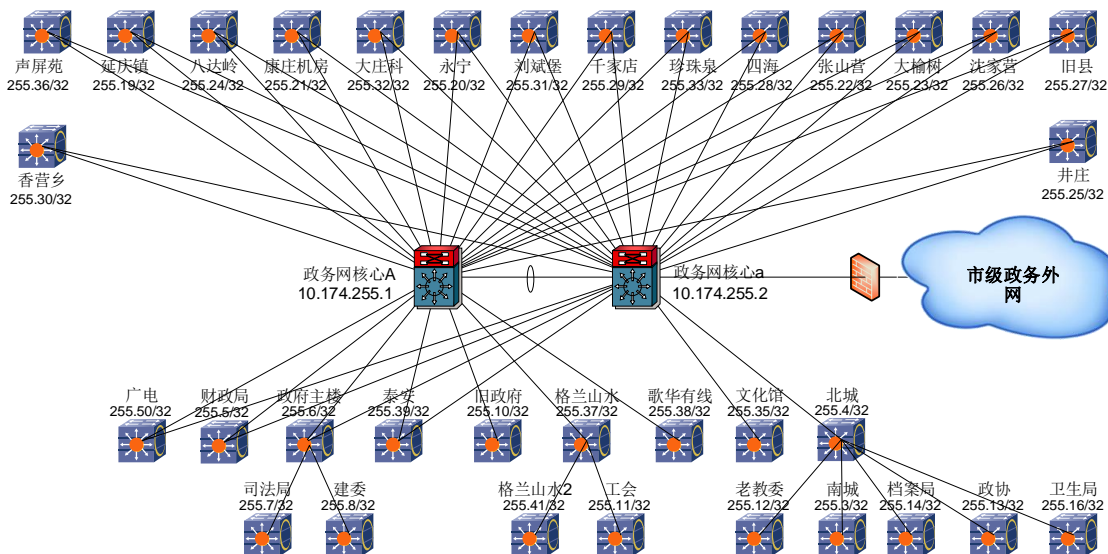 声屏苑 延庆镇 八达岭 康庄机房 大庄科 永宁 刘斌堡 千家店 珍珠泉 四海 张山营 大榆树 沈家营 旧县
255.36/32 255.19/32 255.24/32 255.21/32 255.32/32 255.20/32 255.31/32 255.29/32 255.33/32 255.28/32 255.22/32 255.23/32 255.26/32 255.27/32
香营乡 井庄
255.30/32 255.25/32
政务网核心A 政务网核心a
10.174.255.1 10.174.255.2
市级政务外
网
广电 财政局 政府主楼 泰安 旧政府 格兰山水 歌华有线 文化馆 北城
255.50/32 255.5/32 255.6/32 255.39/32 255.10/32 255.37/32 255.38/32 255.35/32 255.4/32
司法局 建委 格兰山水2 工会 老教委 南城 档案局 政协 卫生局
255.7/32 255.8/32 255.41/32 255.11/32 255.12/32 255.3/32 255.14/32 255.13/32 255.16/32